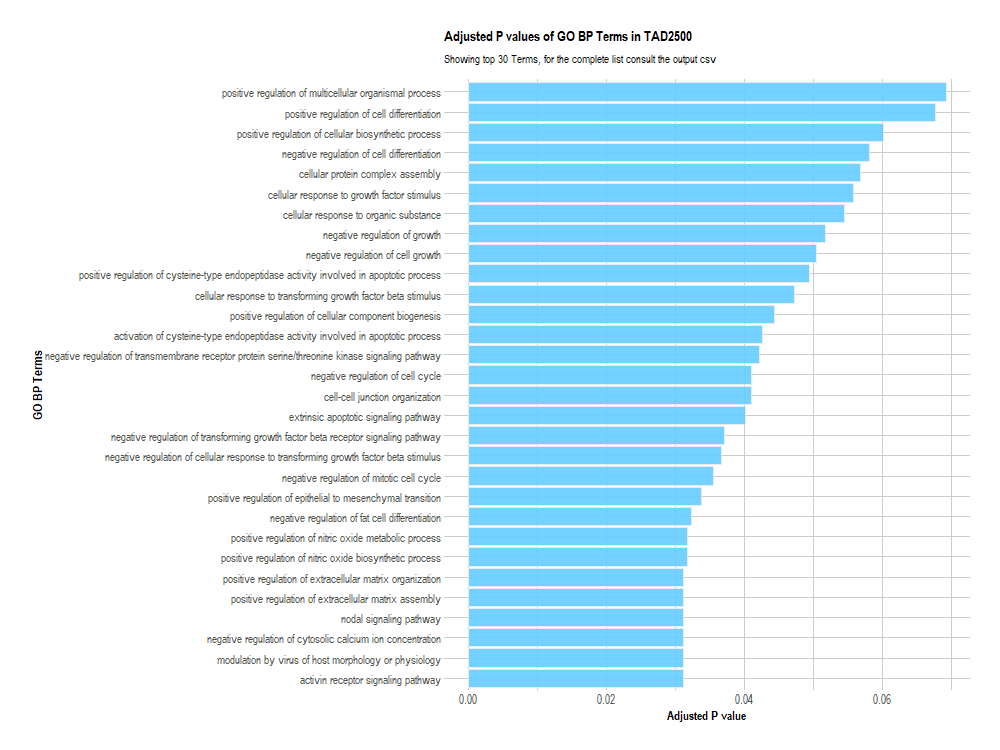 Adjusted P values of GO BP Terms in TAD2500
Showing top 30 Terms, for the complete list consult the output csv
positive regulation of multicellular organismal process
positive regulation of cell differentiation
positive regulation of cellular biosynthetic process
negative regulation of cell differentiation
cellular protein complex assembly
cellular response to growth factor stimulus
cellular response to organic substance
negative regulation of growth
negative regulation of cell growth
positive regulation of cysteine-type endopeptidase activity involved in apoptotic process
cellular response to transforming growth factor beta stimulus
positive regulation of cellular component biogenesis
activation of cysteine-type endopeptidase activity involved in apoptotic process
negative regulation of transmembrane receptor protein serine/threonine kinase signaling pathway
negative regulation of cell cycle
cell-cell junction organization
extrinsic apoptotic signaling pathway
negative regulation of transforming growth factor beta receptor signaling pathway
negative regulation of cellular response to transforming growth factor beta stimulus
negative regulation of mitotic cell cycle
positive regulation of epithelial to mesenchymal transition
negative regulation of fat cell differentiation
positive regulation of nitric oxide metabolic process
positive regulation of nitric oxide biosynthetic process
positive regulation of extracellular matrix organization
positive regulation of extracellular matrix assembly
nodal signaling pathway
negative regulation of cytosolic calcium ion concentration
modulation by virus of host morphology or physiology
activin receptor signaling pathway
GO BP Terms
0.00 0.02 0.04 0.06
Adjusted P value